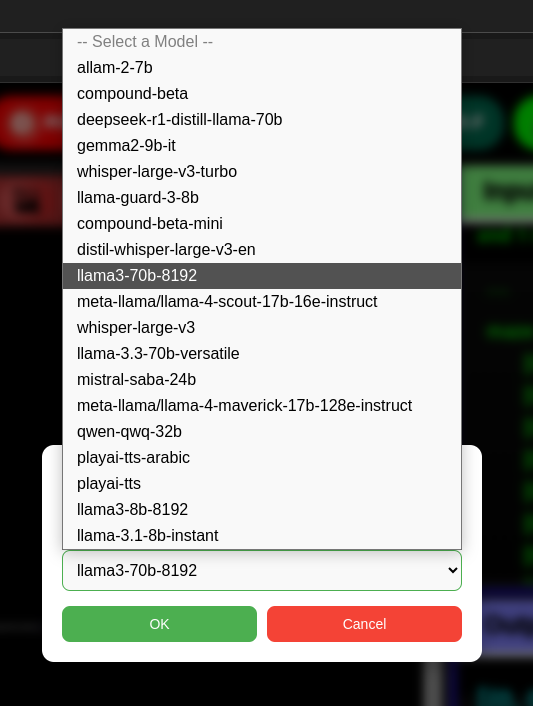 -- Select a Model --
allam-2-7b
compound-beta
deepseek-r1-distill-llama-70b
gemma2-9b-it
whisper-large-v3-turbo
llama-guard-3-8b
compound-beta-mini
distil-whisper-large-v3-en
llama3-70b-8192
meta-llama/llama-4-scout-17b-16e-instruct
whisper-large-v3
llama-3.3-70b-versatile
mistral-saba-24b
meta-llama/llama-4-maverick-17b-128e-instruct
qwen-qwq-32b
playai-tts-arabic
playai-tts
llama3-8b-8192
llama-3.1-8b-instant
llama3-70b-8192
OK
Cancel